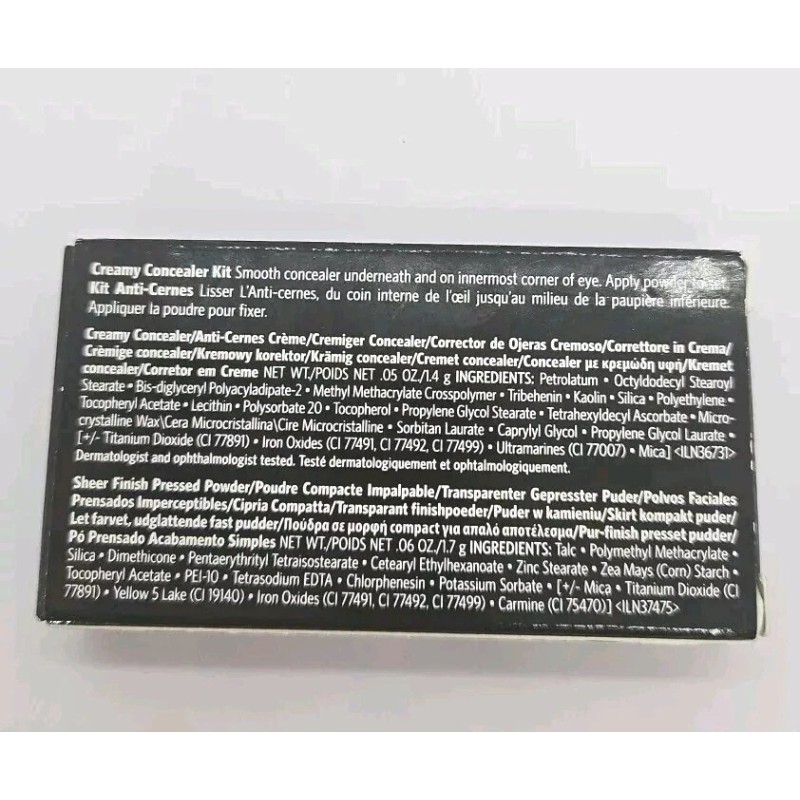 Creamy Concealer Kit Smooth concealer underneath and on innermost corner of eye. Apply powder to set.
Kit Anti-Cernes Lisser L'Anti-cernes, du coin interne de l'œil jusqu'au milieu de la paupière inférieure.
Appliquer la poudre pour fixer.
Creamy Concealer/Anti-Cernes Crème/Cremiger Concealer/Corrector de Ojeras Cremoso/Correttore in Crema/
Crèmige concealer/Kremowy korektor/Krämig concealer/Cremet concealer/Concealer με κρεμώδη υφή/Kremet
concealer/Corretor em Creme NET WT./POIDS NET .05 OZ./1.4 g INGREDIENTS: Petrolatum • Octyldodecyl Stearoyl
Stearate • Bis-diglyceryl Polyacyladipate-2 • Methyl Methacrylate Crosspolymer • Tribehenin • Kaolin • Silica • Polyethylene •
Tocopheryl Acetate • Lecithin • Polysorbate 20 • Tocopherol • Propylene Glycol Stearate • Tetrahexyldecyl Ascorbate • Micro-
crystalline Wax\Cera Microcristallina\Cire Microcristalline • Sorbitan Laurate • Caprylyl Glycol • Propylene Glycol Laurate •
[+/- Titanium Dioxide (CI 77891) • Iron Oxides (CI 77491, CI 77492, CI 77499) • Ultramarines (CI 77007) • Mica] <ILN36731>
Dermatologist and ophthalmologist tested. Testé dermatologiquement et ophtalmologiquement.
Sheer Finish Pressed Powder/Poudre Compacte Impalpable/Transparenter Gepresster Puder/Polvos Faciales
Prensados Imperceptibles/Cipria Compatta/Transparant finishpoeder/Puder w kamieniu/Skirt kompakt puder/
Let farvet, udglattende fast pudder/Πούδρα σε μορφή compact για απαλό αποτέλεσμα/Pur-finish presset pudder/
Pó Prensado Acabamento Simples NET WT./POIDS NET .06 OZ./1.7 g INGREDIENTS: Talc • Polymethyl Methacrylate •
Silica • Dimethicone • Pentaerythrityl Tetraisostearate • Cetearyl Ethylhexanoate • Zinc Stearate • Zea Mays (Corn) Starch •
Tocopheryl Acetate • PEI-10 • Tetrasodium EDTA • Chlorphenesin • Potassium Sorbate • [+/- Mica • Titanium Dioxide (CI
77891) • Yellow 5 Lake (CI 19140) • Iron Oxides (CI 77491, CI 77492, CI 77499) • Carmine (CI 75470)] <ILN37475>